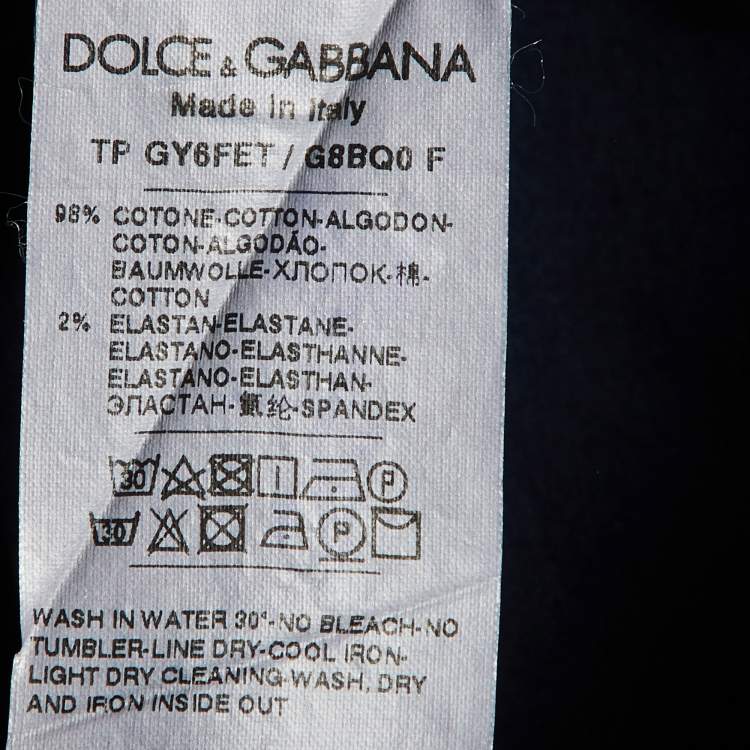 DOLCE & GABBANA
Made in Italy
TP GY6FET / G8BQ0 F
98% COTONE-COTTON-ALGODON-
COTON-ALGODÃO-
BAUMWOLLE-ХЛОПОК-棉-
COTTON
2% ELASTAN-ELASTANE-
ELASTANO-ELASTHANNE-
ELASTANO-ELASTHAN-
ЭЛАСТАН-氨纶-SPANDEX
30 P
30 P
WASH IN WATER 30°-NO BLEACH-NO
TUMBLER-LINE DRY-COOL IRON-
LIGHT DRY CLEANING-WASH, DRY
AND IRON INSIDE OUT